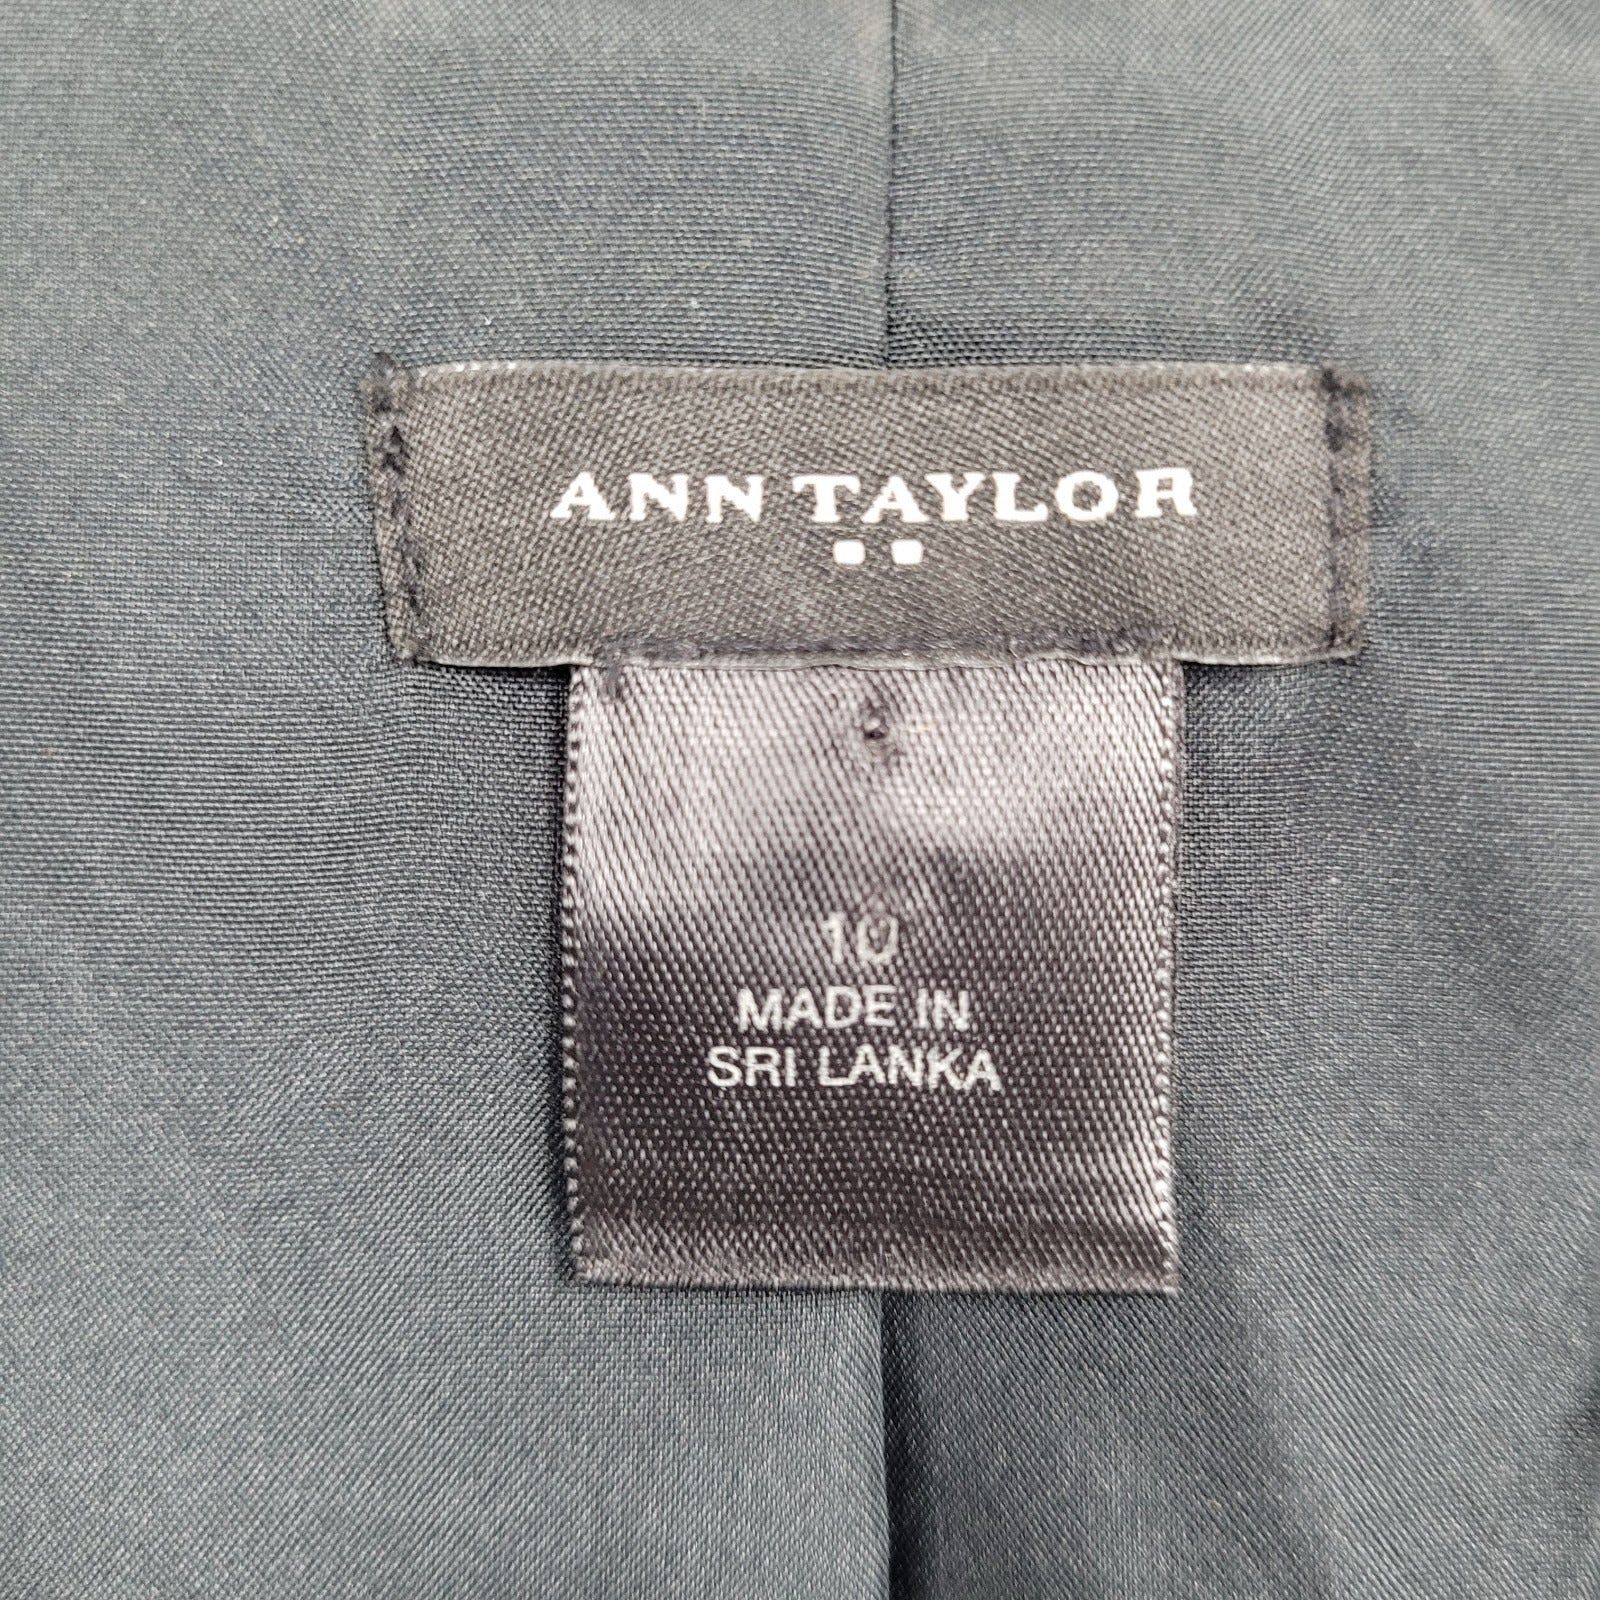 ANN TAYLOR
10
MADE IN
SRI LANKA